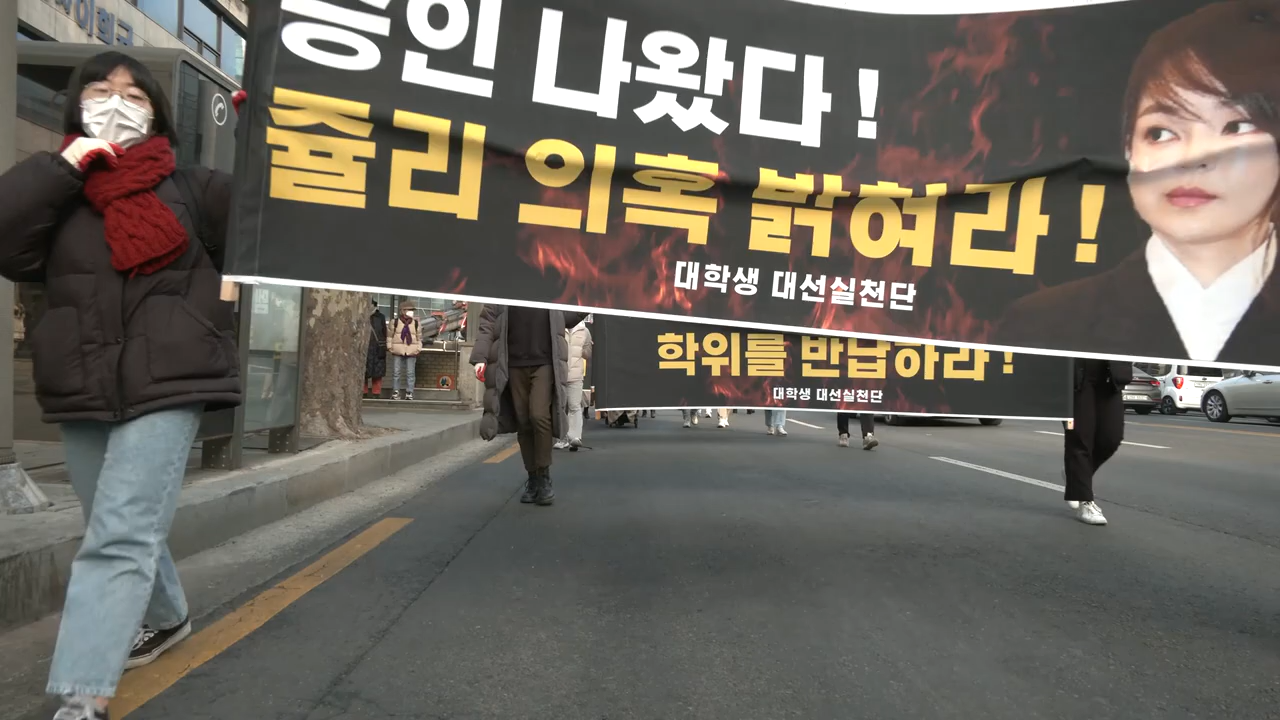 증인 나왔다!
쥴리 의혹 밝혀라!
대학생 대선실천단
학위를 반납하라!
대학생 대선실천단